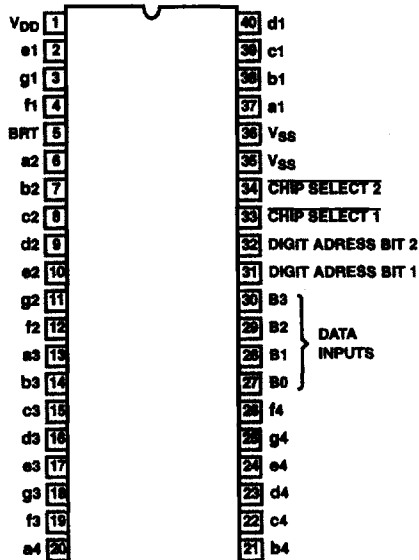 VDD 1 40 d1
e1 2 39 c1
g1 3 38 b1
f1 4 37 a1
BRT 5 36 VSS
a2 6 35 VSS
b2 7 34 CHIP SELECT 2
c2 8 33 CHIP SELECT 1
d2 9 32 DIGIT ADRESS BIT 2
e2 10 31 DIGIT ADRESS BIT 1
g2 11 30 B3
f2 12 29 B2 DATA
a3 13 28 B1 INPUTS
b3 14 27 B0
c3 15 26 f4
d3 16 25 g4
e3 17 24 e4
g3 18 23 d4
f3 19 22 c4
a4 20 21 b4